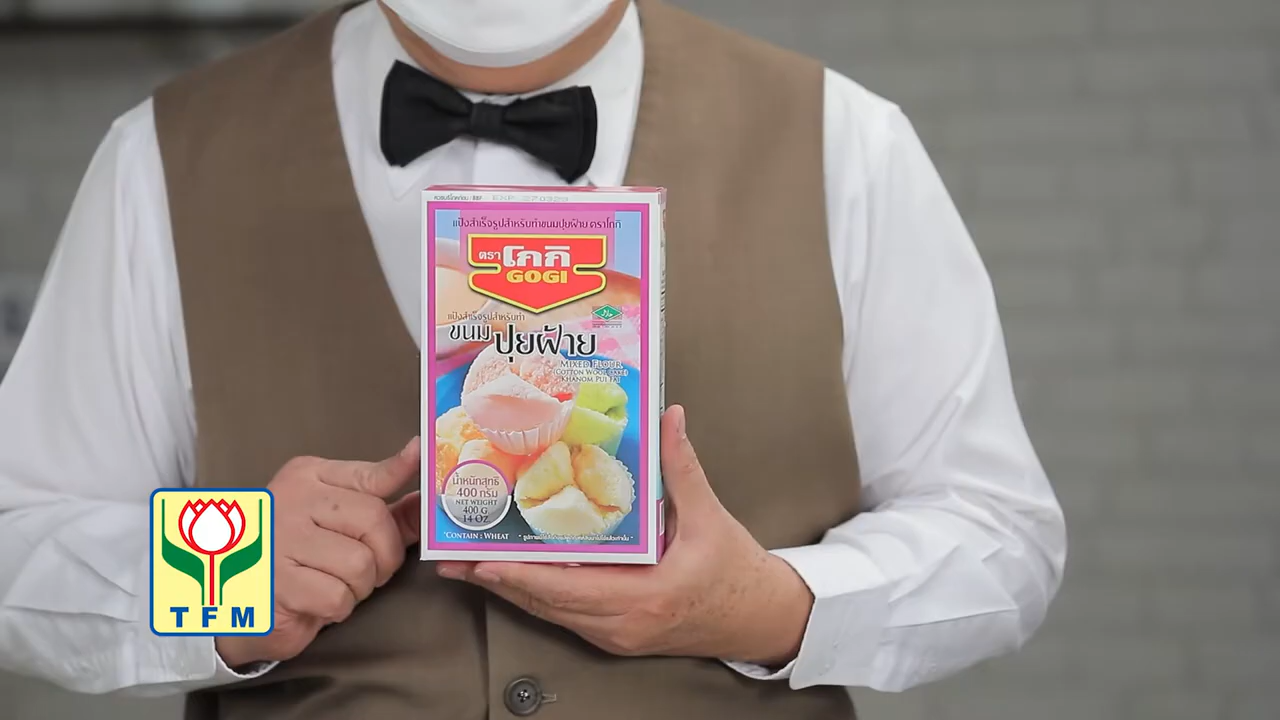 EXP 270323
แป้งสำเร็จรูปสำหรับทำขนมปุยฝ้าย ตราโกกิ
ตรา โกกิ
GOGI
แป้งสำเร็จรูปสำหรับทำ
ขนมปุยฝ้าย
MIXED FLOUR
(COTTON WOOL CAKE)
KHANOM PUI FAI
น้ำหนักสุทธิ
400 กรัม
NET WEIGHT
400 G
14 OZ
*CONTAIN : WHEAT
TFM